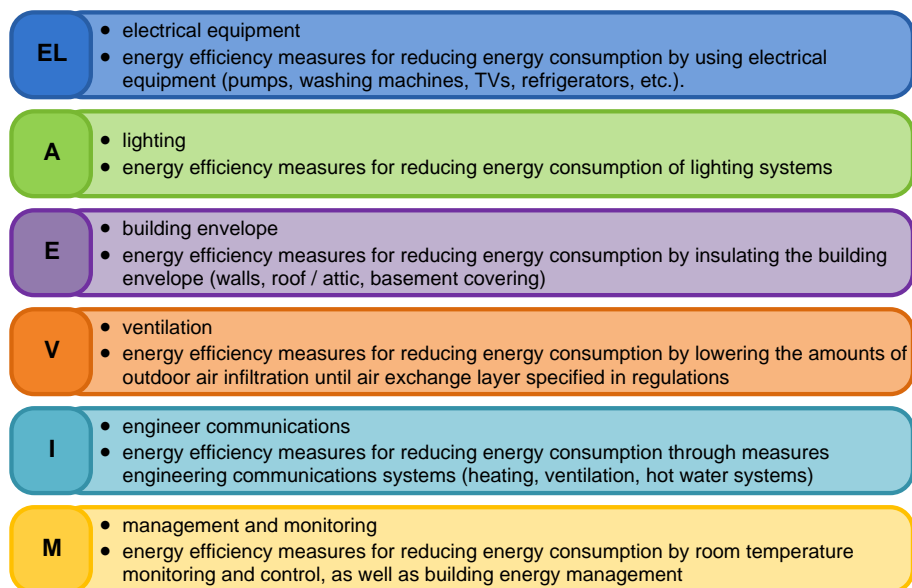 EL
• electrical equipment
• energy efficiency measures for reducing energy consumption by using electrical
equipment (pumps, washing machines, TVs, refrigerators, etc.).
A
• lighting
• energy efficiency measures for reducing energy consumption of lighting systems
E
• building envelope
• energy efficiency measures for reducing energy consumption by insulating the building
envelope (walls, roof / attic, basement covering)
V
• ventilation
• energy efficiency measures for reducing energy consumption by lowering the amounts of
outdoor air infiltration until air exchange layer specified in regulations
I
• engineer communications
• energy efficiency measures for reducing energy consumption through measures
engineering communications systems (heating, ventilation, hot water systems)
M
• management and monitoring
• energy efficiency measures for reducing energy consumption by room temperature
monitoring and control, as well as building energy management